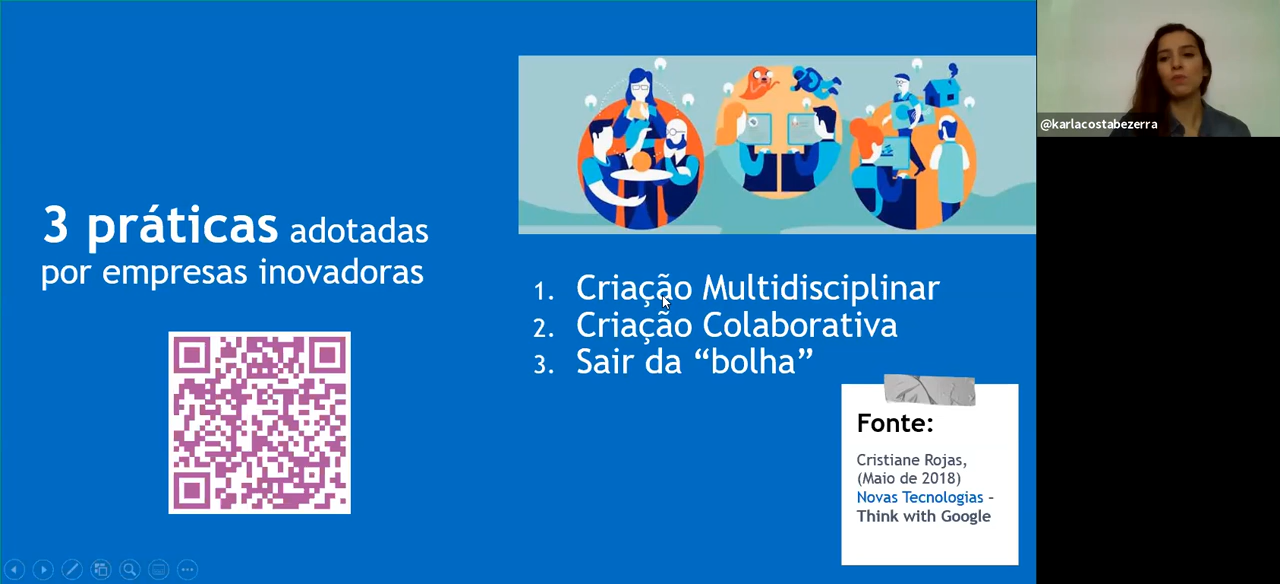 3 práticas adotadas
por empresas inovadoras
1. Criação Multidisciplinar
2. Criação Colaborativa
3. Sair da “bolha”
Fonte:
Cristiane Rojas,
(Maio de 2018)
Novas Tecnologias –
Think with Google
@karlacostabezerra